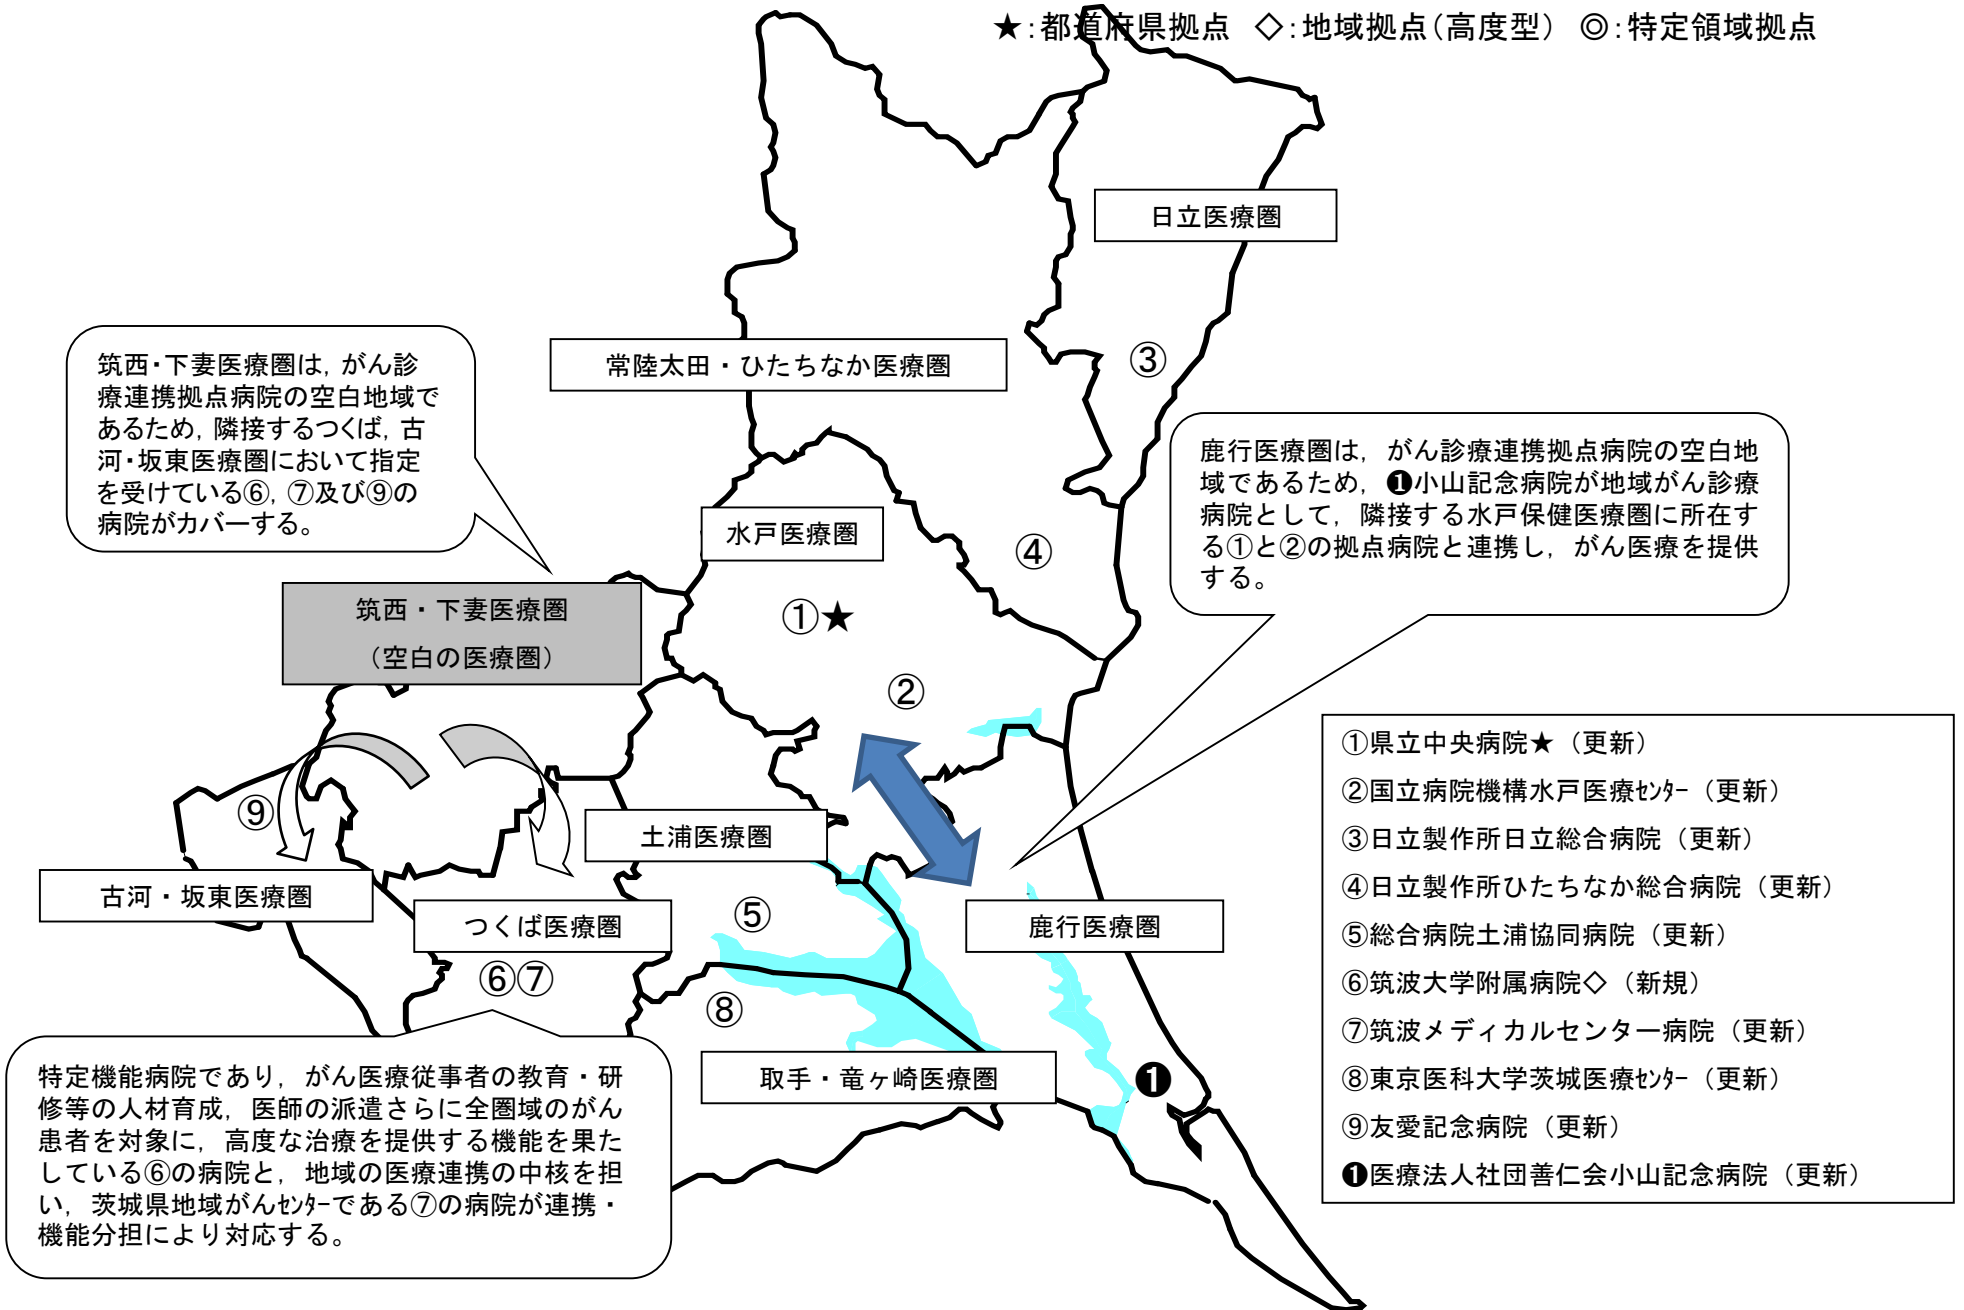 ★:都道府県拠点 ◇:地域拠点(高度型) ◎:特定領域拠点
日立医療圏
常陸太田・ひたちなか医療圏
③
筑西・下妻医療圏は, がん診
療連携拠点病院の空白地域で
あるため, 隣接するつくば, 古
河・坂東医療圏において指定
を受けている⑥, ⑦及び⑨の
病院がカバーする。
鹿行医療圏は, がん診療連携拠点病院の空白地
域であるため, ❶小山記念病院が地域がん診療
病院として, 隣接する水戸保健医療圏に所在す
る①と②の拠点病院と連携し, がん医療を提供
する。
水戸医療圏
④
筑西・下妻医療圏
(空白の医療圏)
①★
②
⑨
土浦医療圏
古河・坂東医療圏
つくば医療圏
⑤
鹿行医療圏
⑥⑦
⑧
取手・竜ヶ崎医療圏
❶
特定機能病院であり, がん医療従事者の教育・研
修等の人材育成, 医師の派遣さらに全圏域のがん
患者を対象に, 高度な治療を提供する機能を果た
している⑥の病院と, 地域の医療連携の中核を担
い, 茨城県地域がんｾﾝﾀｰである⑦の病院が連携・
機能分担により対応する。
①県立中央病院★(更新)
②国立病院機構水戸医療ｾﾝﾀｰ(更新)
③日立製作所日立総合病院(更新)
④日立製作所ひたちなか総合病院(更新)
⑤総合病院土浦協同病院(更新)
⑥筑波大学附属病院◇(新規)
⑦筑波メディカルセンター病院(更新)
⑧東京医科大学茨城医療ｾﾝﾀｰ(更新)
⑨友愛記念病院(更新)
❶医療法人社団善仁会小山記念病院(更新)